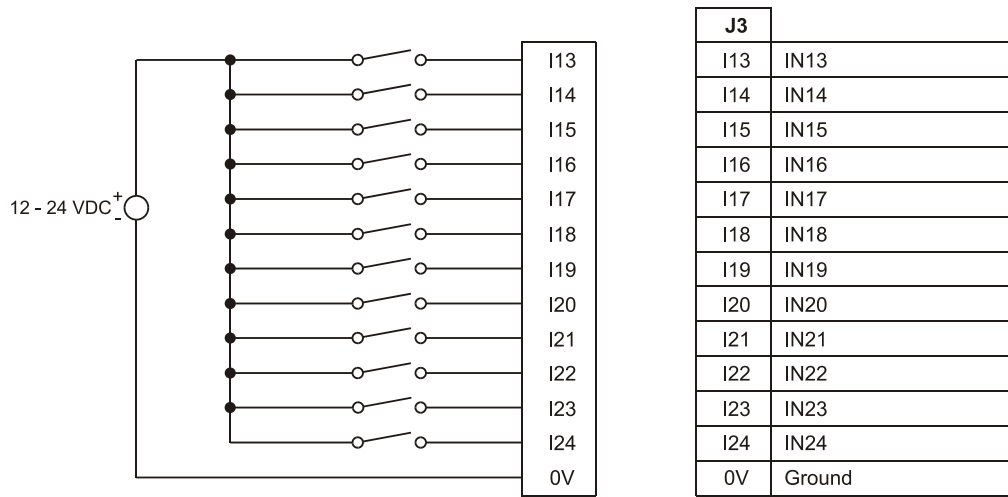 12 - 24 VDC
+
-
I13
I14
I15
I16
I17
I18
I19
I20
I21
I22
I23
I24
0V
J3
I13 IN13
I14 IN14
I15 IN15
I16 IN16
I17 IN17
I18 IN18
I19 IN19
I20 IN20
I21 IN21
I22 IN22
I23 IN23
I24 IN24
0V Ground